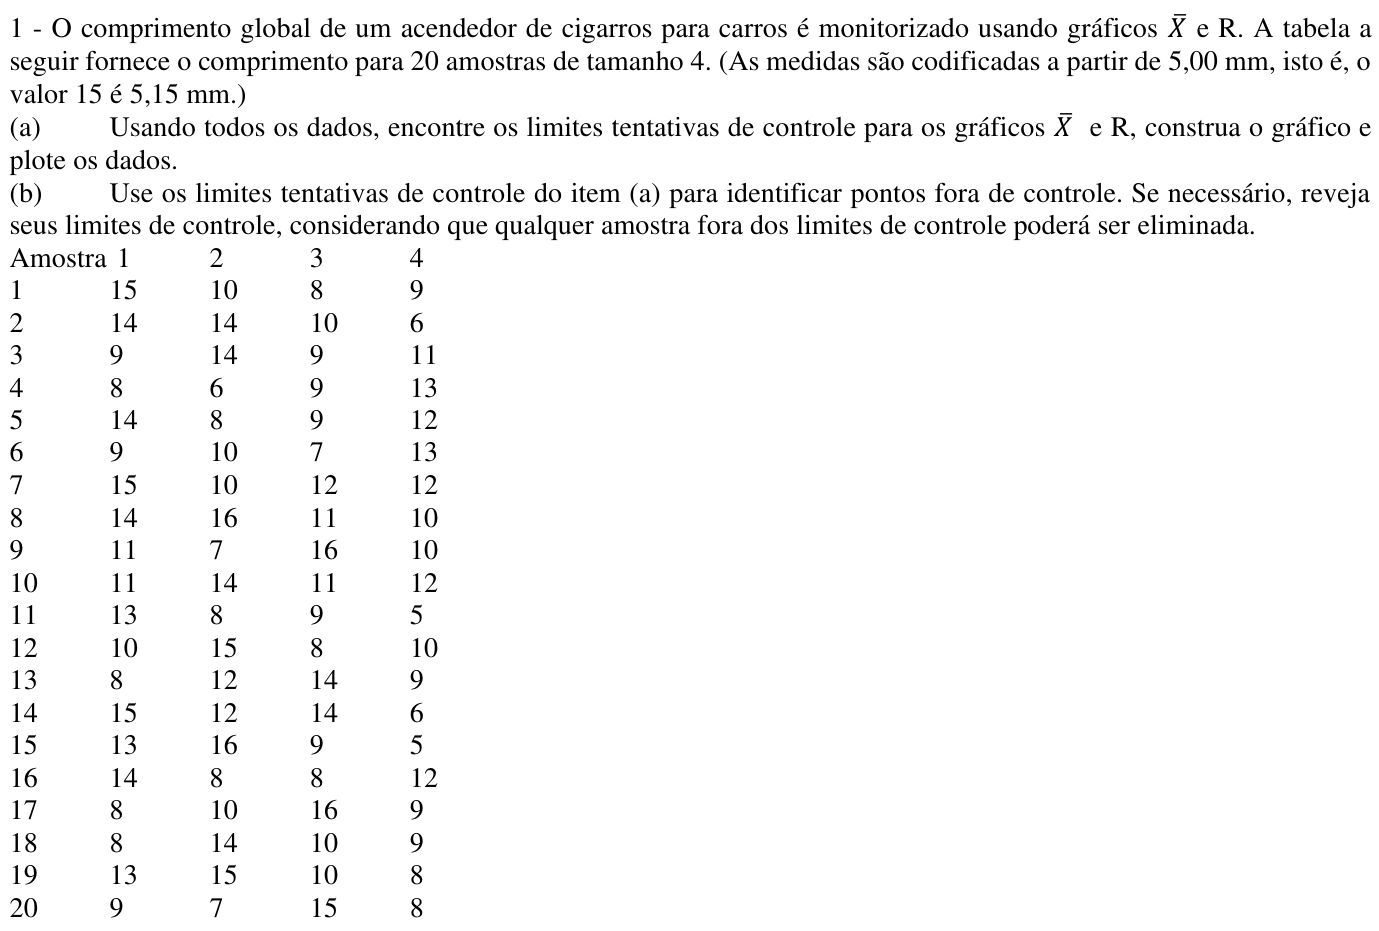 1 - O comprimento global de um acendedor de cigarros para carros é monitorizado usando gráficos X̄ e R. A tabela a
seguir fornece o comprimento para 20 amostras de tamanho 4. (As medidas são codificadas a partir de 5,00 mm, isto é, o
valor 15 é 5,15 mm.)
(a) Usando todos os dados, encontre os limites tentativas de controle para os gráficos X̄ e R, construa o gráfico e
plote os dados.
(b) Use os limites tentativas de controle do item (a) para identificar pontos fora de controle. Se necessário, reveja
seus limites de controle, considerando que qualquer amostra fora dos limites de controle poderá ser eliminada.
Amostra 1 2 3 4
1 15 10 8 9
2 14 14 10 6
3 9 14 9 11
4 8 6 9 13
5 14 8 9 12
6 9 10 7 13
7 15 10 12 12
8 14 16 11 10
9 11 7 16 10
10 11 14 11 12
11 13 8 9 5
12 10 15 8 10
13 8 12 14 9
14 15 12 14 6
15 13 16 9 5
16 14 8 8 12
17 8 10 16 9
18 8 14 10 9
19 13 15 10 8
20 9 7 15 8